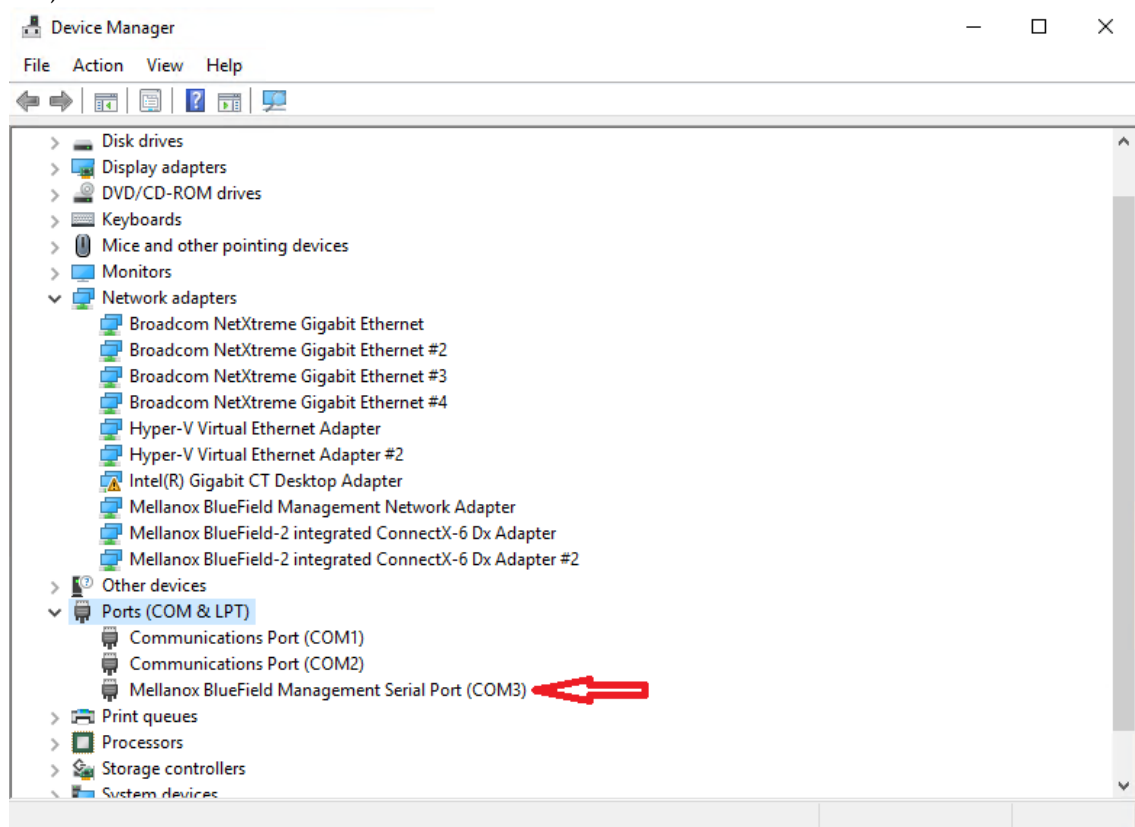 Device Manager
File Action View Help
Disk drives
Display adapters
DVD/CD-ROM drives
Keyboards
Mice and other pointing devices
Monitors
Network adapters
Broadcom NetXtreme Gigabit Ethernet
Broadcom NetXtreme Gigabit Ethernet #2
Broadcom NetXtreme Gigabit Ethernet #3
Broadcom NetXtreme Gigabit Ethernet #4
Hyper-V Virtual Ethernet Adapter
Hyper-V Virtual Ethernet Adapter #2
Intel(R) Gigabit CT Desktop Adapter
Mellanox BlueField Management Network Adapter
Mellanox BlueField-2 integrated ConnectX-6 Dx Adapter
Mellanox BlueField-2 integrated ConnectX-6 Dx Adapter #2
Other devices
Ports (COM & LPT)
Communications Port (COM1)
Communications Port (COM2)
Mellanox BlueField Management Serial Port (COM3)
Print queues
Processors
Storage controllers
System devices